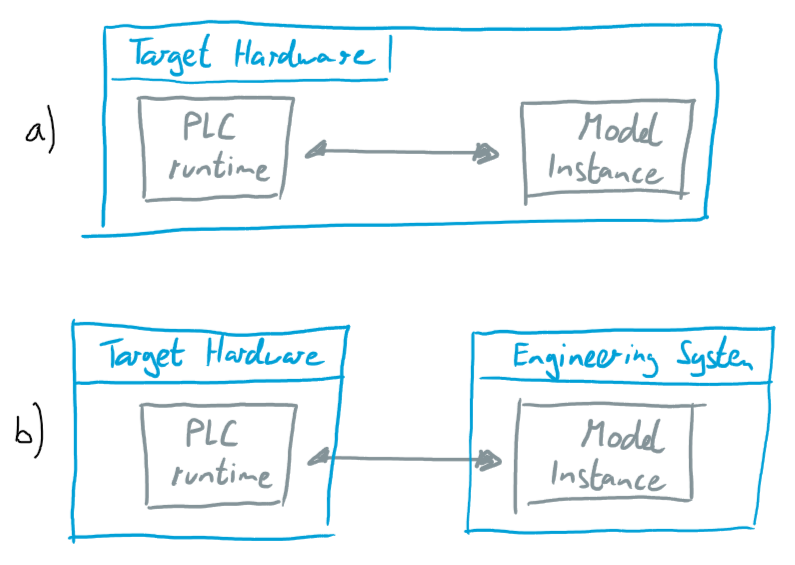 a)
Target Hardware
PLC
runtime
Model
Instance
b)
Target Hardware
PLC
runtime
Engineering System
Model
Instance